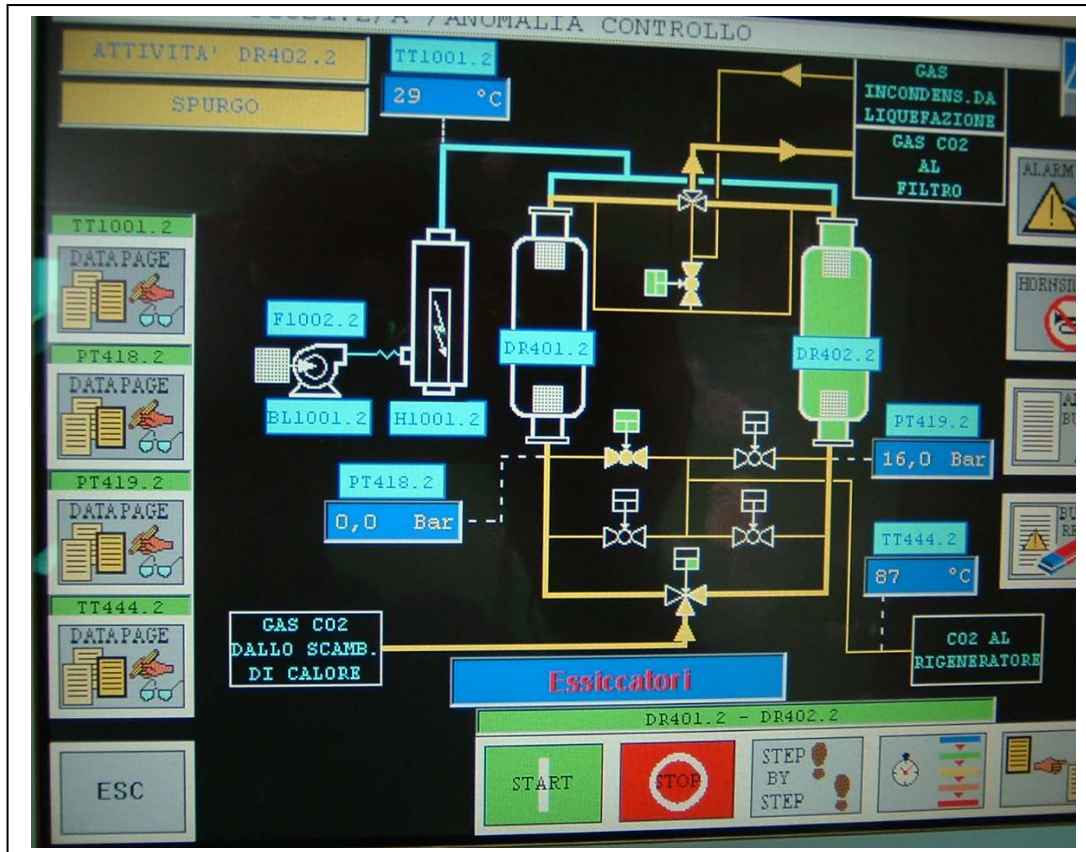 /ANOMALIA CONTROLLO
ATTIVITA' DR402.2
SPURGO
TT1001.2
29 °C
GAS
INCONDENS.DA
LIQUEFAZIONE
GAS CO2
AL
FILTRO
ALARM
TT1001.2
DATAPAGE
F1002.2
BL1001.2
H1001.2
DR401.2
DR402.2
PT418.2
DATAPAGE
PT419.2
16,0 Bar
PT418.2
0,0 Bar
PT419.2
DATAPAGE
TT444.2
87 °C
TT444.2
DATAPAGE
GAS CO2
DALLO SCAMB.
DI CALORE
CO2 AL
RIGENERATORE
Essiccatori
DR401.2 - DR402.2
ESC
START
STOP
STEP
BY
STEP